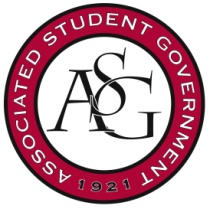 ASSOCIATED STUDENT GOVERNMENT
ASG
1921